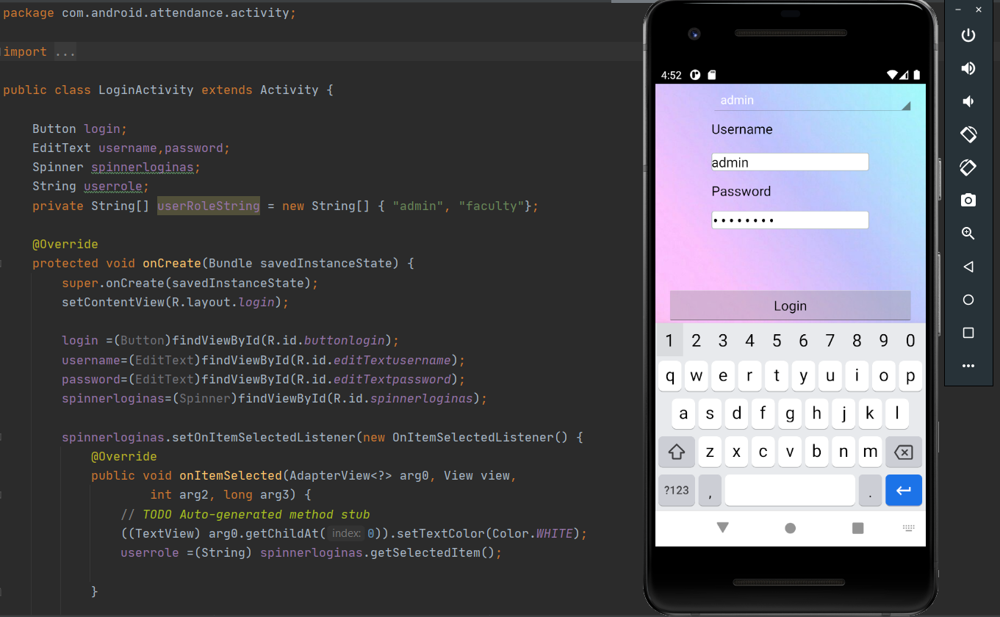 package com.android.attendance.activity;
import ...
public class LoginActivity extends Activity {
Button login;
EditText username,password;
Spinner spinnerloginas;
String userrole;
private String[] userRoleString = new String[] { "admin", "faculty"};
@Override
protected void onCreate(Bundle savedInstanceState) {
super.onCreate(savedInstanceState);
setContentView(R.layout.login);
login =(Button)findViewById(R.id.buttonlogin);
username=(EditText)findViewById(R.id.editTextusername);
password=(EditText)findViewById(R.id.editTextpassword);
spinnerloginas=(Spinner)findViewById(R.id.spinnerloginas);
spinnerloginas.setOnItemSelectedListener(new OnItemSelectedListener() {
@Override
public void onItemSelected(AdapterView<?> arg0, View view,
int arg2, long arg3) {
// TODO Auto-generated method stub
((TextView) arg0.getChildAt( index: 0)).setTextColor(Color.WHITE);
userrole =(String) spinnerloginas.getSelectedItem();
}
4:52
admin
Username
admin
Password
••••••••
Login
1 2 3 4 5 6 7 8 9 0
q w e r t y u i o p
a s d f g h j k l
z x c v b n m
?123 , .